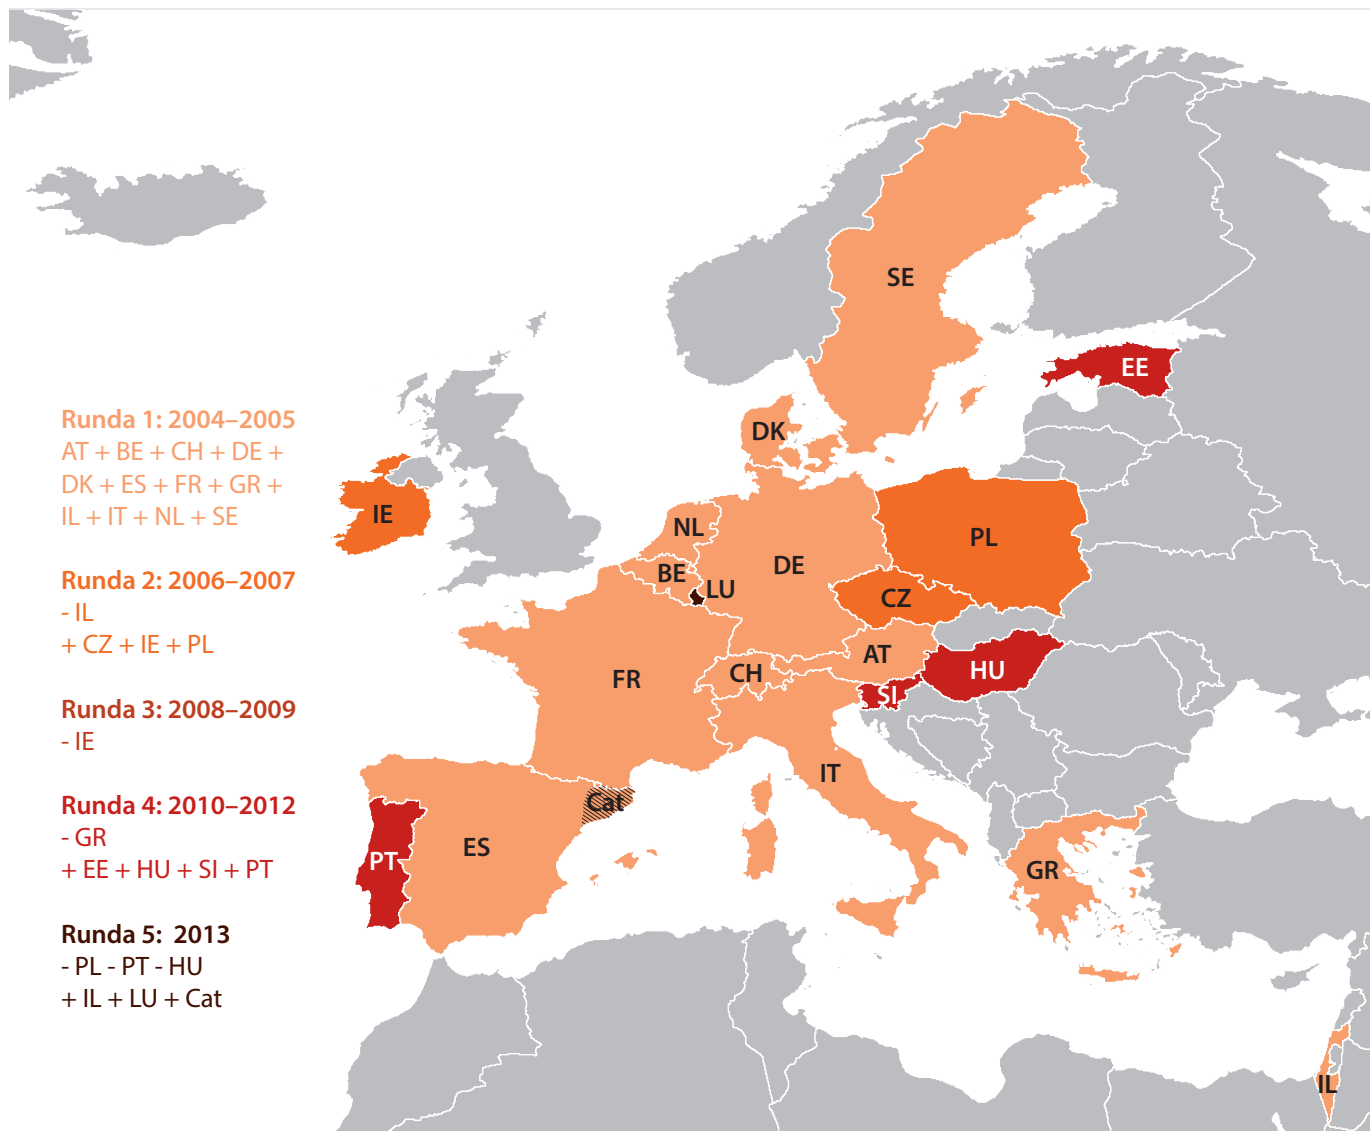 Runda 1: 2004–2005
AT + BE + CH + DE +
DK + ES + FR + GR +
IL + IT + NL + SE
Runda 2: 2006–2007
- IL
+ CZ + IE + PL
Runda 3: 2008–2009
- IE
Runda 4: 2010–2012
- GR
+ EE + HU + SI + PT
Runda 5: 2013
- PL - PT - HU
+ IL + LU + Cat
SE
EE
DK
IE
NL
PL
DE
BE
LU
CZ
AT
HU
CH
FR
SI
IT
Cat
ES
PT
GR
IL